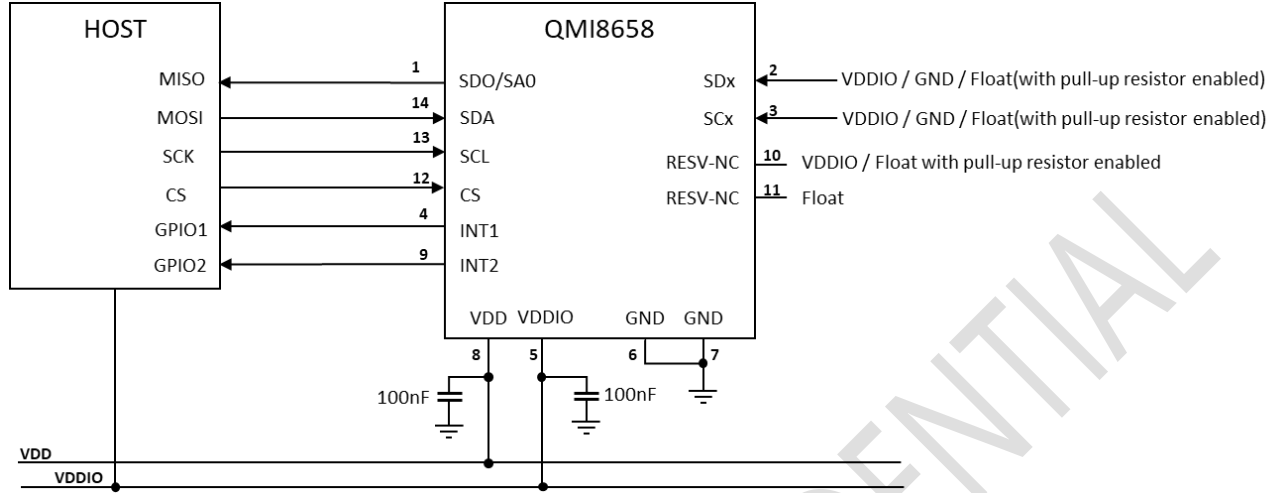 HOST
QMI8658
MISO
1
SDO/SA0
SDx
2
VDDIO / GND / Float(with pull-up resistor enabled)
MOSI
14
SDA
SCx
3
VDDIO / GND / Float(with pull-up resistor enabled)
SCK
13
SCL
RESV-NC
10
VDDIO / Float with pull-up resistor enabled
CS
12
CS
RESV-NC
11
Float
GPIO1
4
INT1
GPIO2
9
INT2
VDD
VDDIO
GND
GND
8
5
6
7
100nF
100nF
VDD
VDDIO
ENTIAL